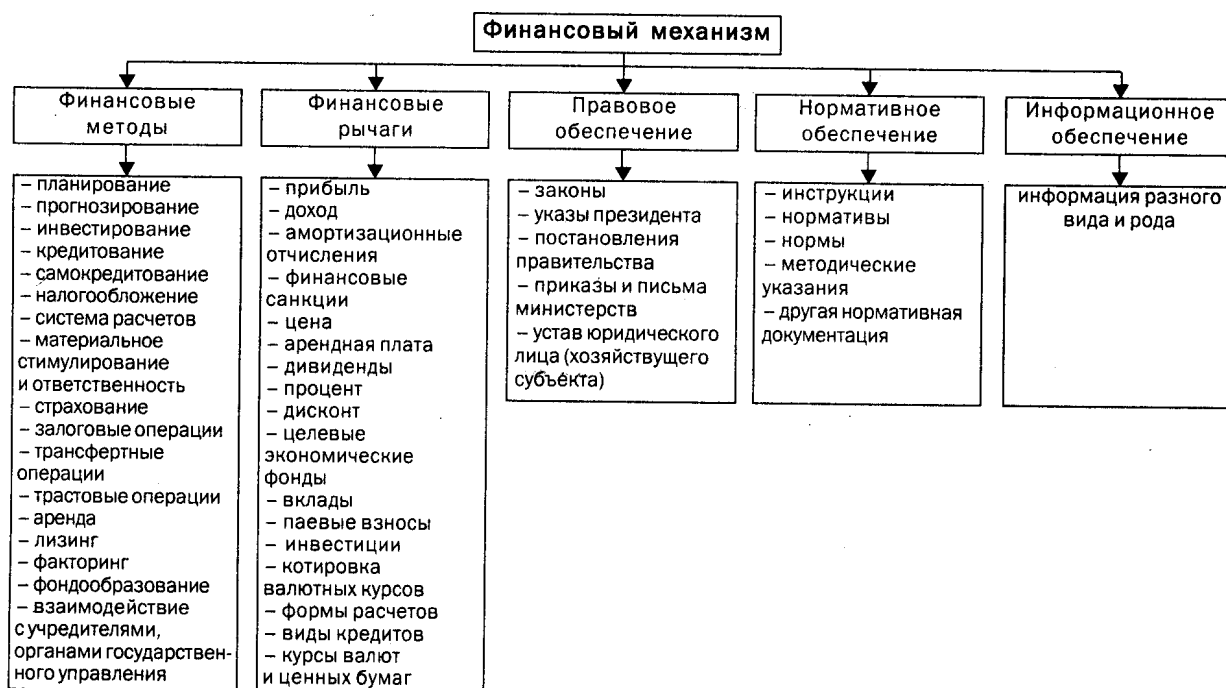 Финансовый механизм
Финансовые
методы
Финансовые
рычаги
Правовое
обеспечение
Нормативное
обеспечение
Информационное
обеспечение
– планирование
– прогнозирование
– инвестирование
– кредитование
– самокредитование
– налогообложение
– система расчетов
– материальное
стимулирование
и ответственность
– страхование
– залоговые операции
– трансфертные
операции
– трастовые операции
– аренда
– лизинг
– факторинг
– фондообразование
– взаимодействие
с учредителями,
органами государствен-
ного управления
– прибыль
– доход
– амортизационные
отчисления
– финансовые
санкции
– цена
– арендная плата
– дивиденды
– процент
– дисконт
– целевые
экономические
фонды
– вклады
– паевые взносы
– инвестиции
– котировка
валютных курсов
– формы расчетов
– виды кредитов
– курсы валют
и ценных бумаг
– законы
– указы президента
– постановления
правительства
– приказы и письма
министерств
– устав юридического
лица (хозяйствущего
субъекта)
– инструкции
– нормативы
– нормы
– методические
указания
– другая нормативная
документация
информация разного
вида и рода